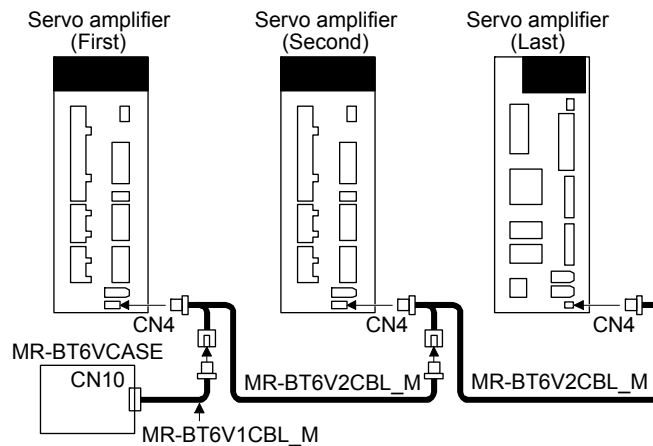 Servo amplifier
(First)
Servo amplifier
(Second)
Servo amplifier
(Last)
CN4
CN4
CN4
MR-BT6VCASE
CN10
MR-BT6V2CBL_M
MR-BT6V2CBL_M
MR-BT6V1CBL_M